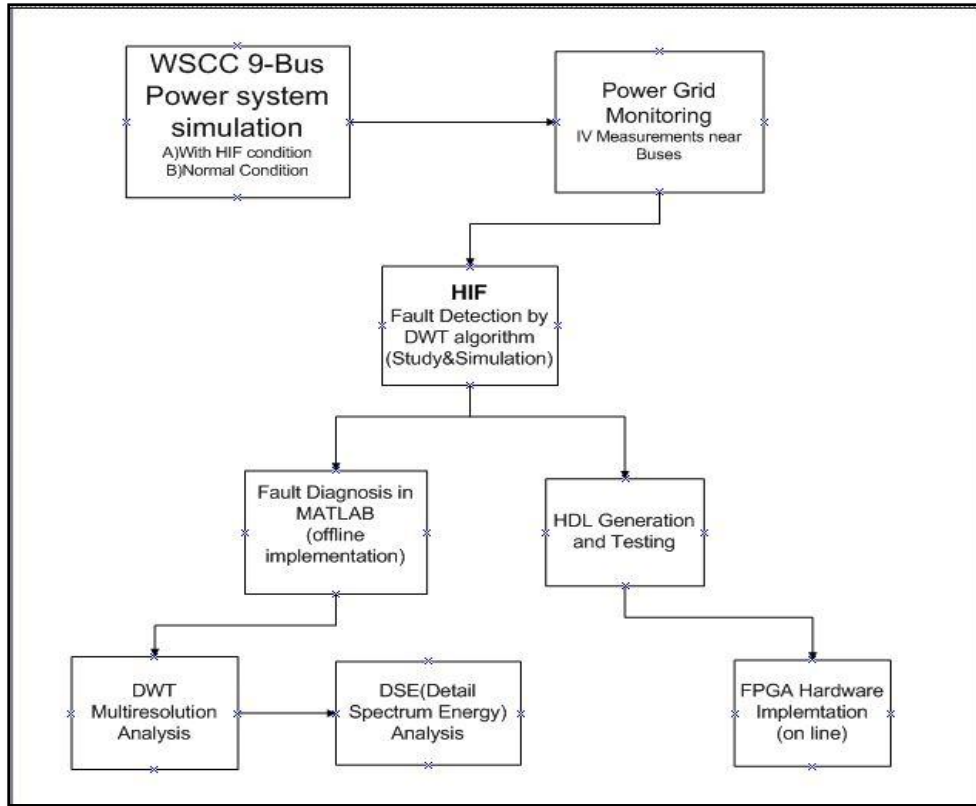 WSCC 9-Bus
Power system
simulation
A)With HIF condition
B)Normal Condition
Power Grid
Monitoring
IV Measurements near
Buses
HIF
Fault Detection by
DWT algorithm
(Study&Simulation)
Fault Diagnosis in
MATLAB
(offline
implementation)
HDL Generation
and Testing
DWT
Multiresolution
Analysis
DSE(Detail
Spectrum Energy)
Analysis
FPGA Hardware
Implemtation
(on line)